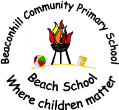 Beaconhill Community Primary School
Beach School
Where children matter